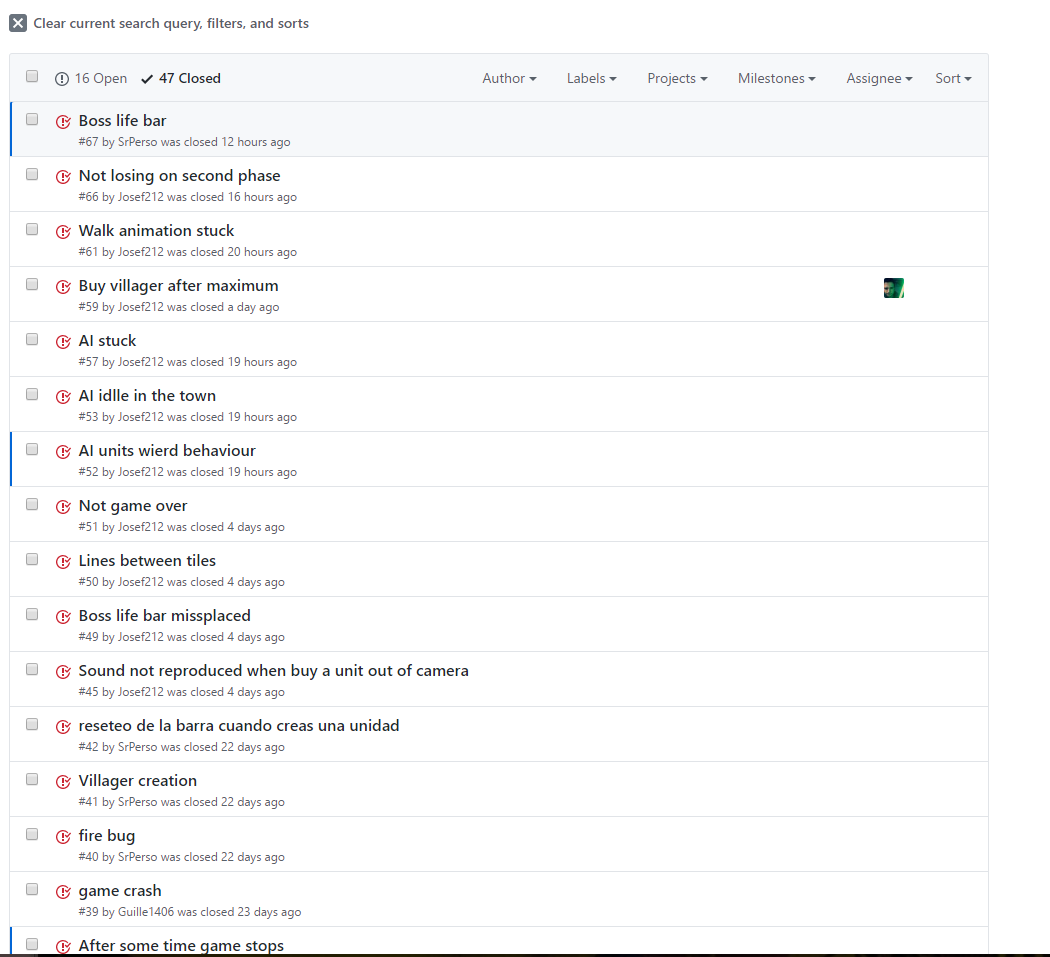 Clear current search query, filters, and sorts
16 Open 47 Closed Author Labels Projects Milestones Assignee Sort
Boss life bar
#67 by SrPerso was closed 12 hours ago
Not losing on second phase
#66 by Josef212 was closed 16 hours ago
Walk animation stuck
#61 by Josef212 was closed 20 hours ago
Buy villager after maximum
#59 by Josef212 was closed a day ago
AI stuck
#57 by Josef212 was closed 19 hours ago
AI idlle in the town
#53 by Josef212 was closed 19 hours ago
AI units wierd behaviour
#52 by Josef212 was closed 19 hours ago
Not game over
#51 by Josef212 was closed 4 days ago
Lines between tiles
#50 by Josef212 was closed 4 days ago
Boss life bar missplaced
#49 by Josef212 was closed 4 days ago
Sound not reproduced when buy a unit out of camera
#45 by Josef212 was closed 4 days ago
reseteo de la barra cuando creas una unidad
#42 by SrPerso was closed 22 days ago
Villager creation
#41 by SrPerso was closed 22 days ago
fire bug
#40 by SrPerso was closed 22 days ago
game crash
#39 by Guille1406 was closed 23 days ago
After some time game stops